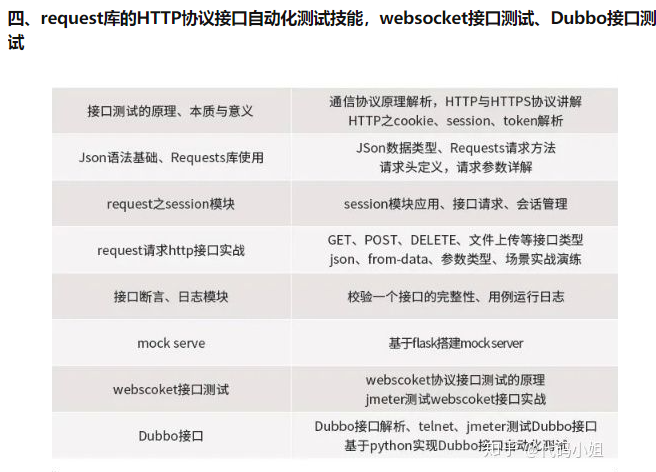 四、request库的HTTP协议接口自动化测试技能，websocket接口测试、Dubbo接口测
试
接口测试的原理、本质与意义
通信协议原理解析，HTTP与HTTPS协议讲解
HTTP之cookie、session、token解析
Json语法基础、Requests库使用
JSon数据类型、Requests请求方法
请求头定义，请求参数详解
request之session模块
session模块应用、接口请求、会话管理
request请求http接口实战
GET、POST、DELETE、文件上传等接口类型
json、from-data、参数类型、场景实战演练
接口断言、日志模块
校验一个接口的完整性、用例运行日志
mock serve
基于flask搭建mock server
webscoket接口测试
webscoket协议接口测试的原理
jmeter测试webscoket接口实战
Dubbo接口
Dubbo接口解析、telnet、jmeter测试Dubbo接口
基于python实现Dubbo接口自动化测试
知乎 @代码小姐